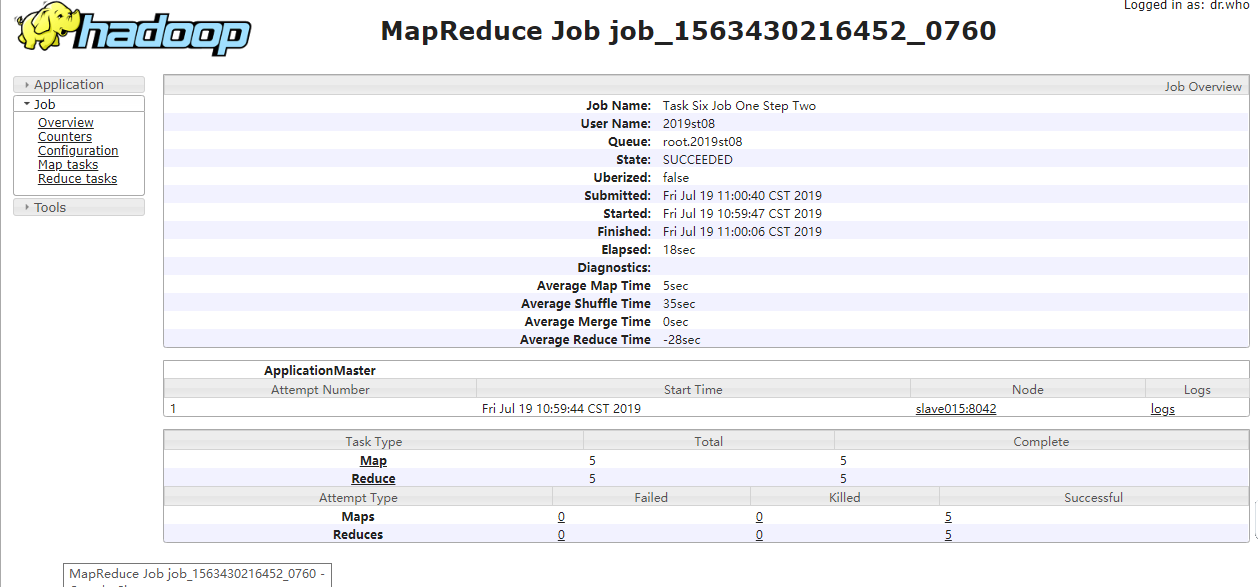 Logged in as: dr.who
hadoop
MapReduce Job job_1563430216452_0760
Application
Job
Overview
Counters
Configuration
Map tasks
Reduce tasks
Tools
Job Overview
Job Name: Task Six Job One Step Two
User Name: 2019st08
Queue: root.2019st08
State: SUCCEEDED
Uberized: false
Submitted: Fri Jul 19 11:00:40 CST 2019
Started: Fri Jul 19 10:59:47 CST 2019
Finished: Fri Jul 19 11:00:06 CST 2019
Elapsed: 18sec
Diagnostics:
Average Map Time 5sec
Average Shuffle Time 35sec
Average Merge Time 0sec
Average Reduce Time -28sec
ApplicationMaster
Attempt Number Start Time Node Logs
1 Fri Jul 19 10:59:44 CST 2019 slave015:8042 logs
Task Type Total Complete
Map 5 5
Reduce 5 5
Attempt Type Failed Killed Successful
Maps 0 0 5
Reduces 0 0 5
MapReduce Job job_1563430216452_0760 -